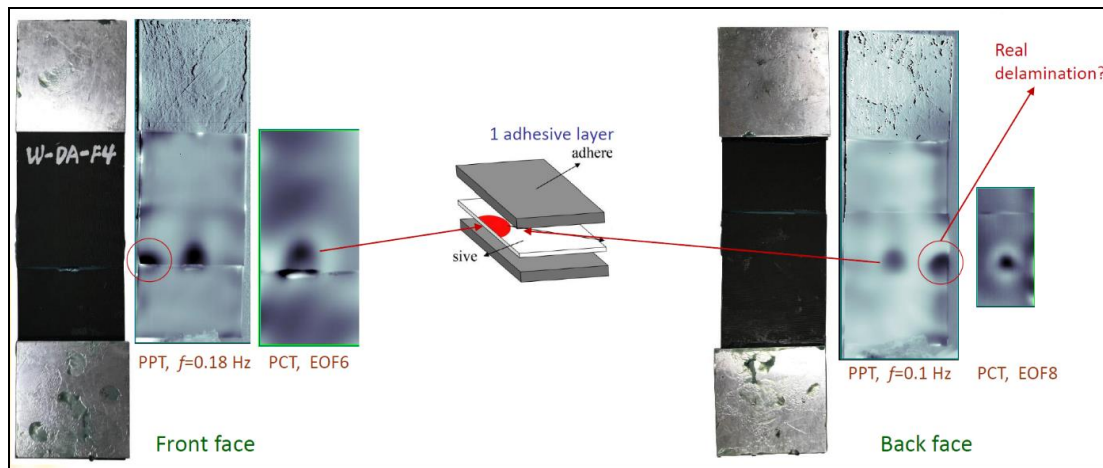 Real
delamination?
1 adhesive layer
adhere
W-DA-F4
sive
PPT, f=0.18 Hz
PCT, EOF6
PPT, f=0.1 Hz
PCT, EOF8
Front face
Back face